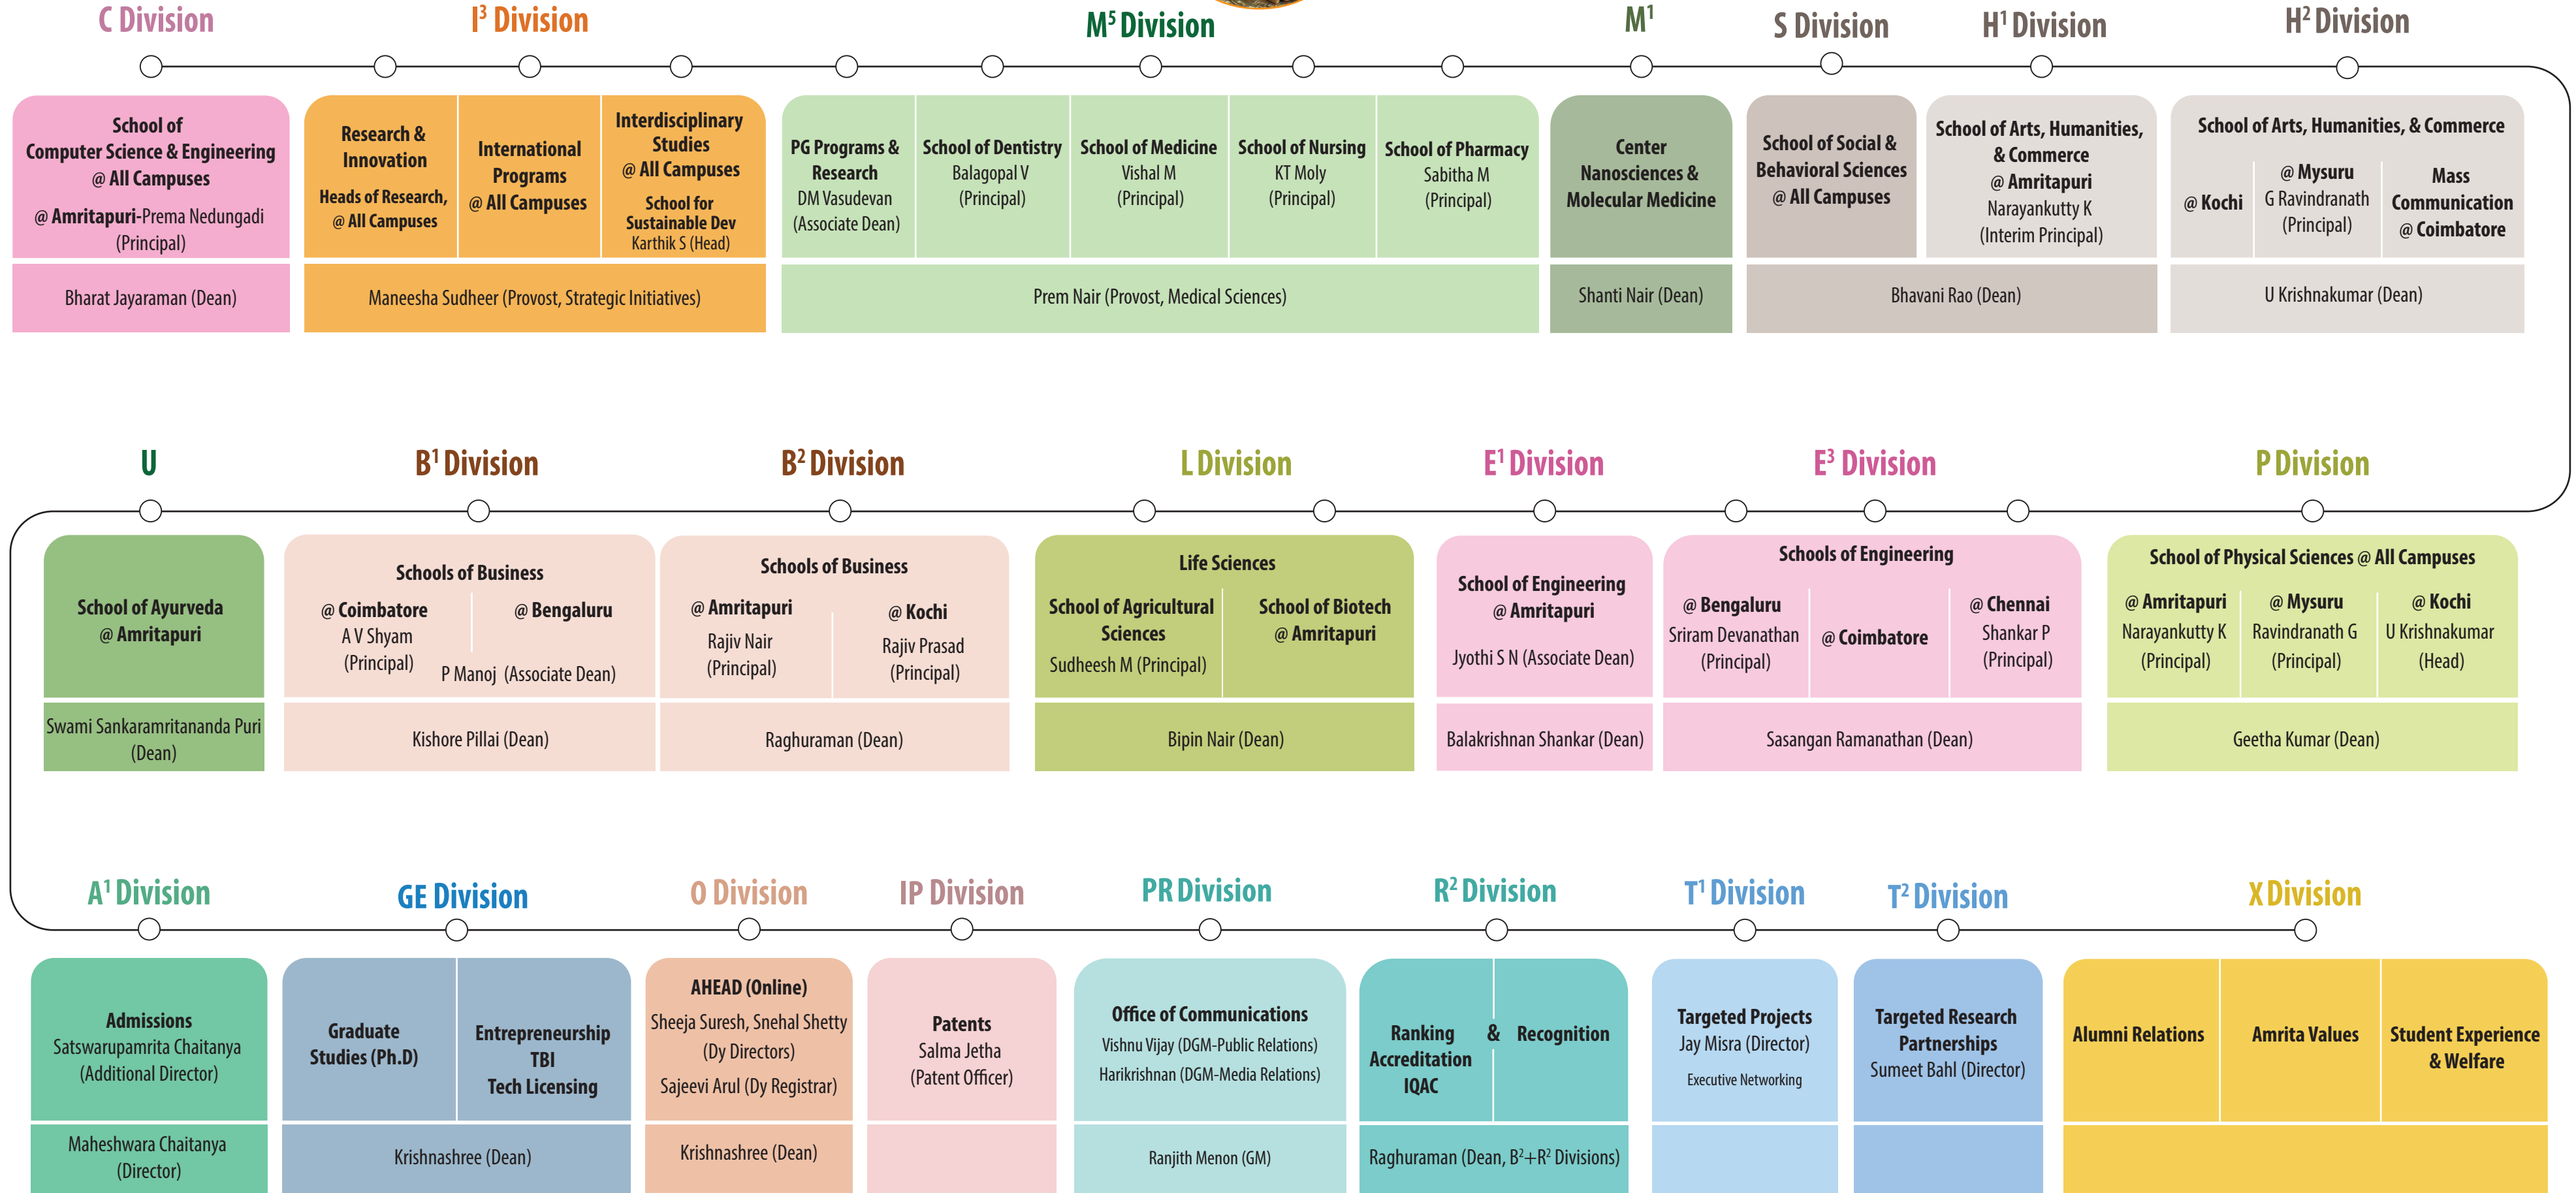 C Division
I³ Division
M⁵ Division
M¹
S Division
H¹ Division
H² Division
School of
Computer Science & Engineering
@ All Campuses
@ Amritapuri-Prema Nedungadi
(Principal)
Bharat Jayaraman (Dean)
Research &
Innovation
Heads of Research,
@ All Campuses
International
Programs
@ All Campuses
Interdisciplinary
Studies
@ All Campuses
School for
Sustainable Dev
Karthik S (Head)
Maneesha Sudheer (Provost, Strategic Initiatives)
PG Programs &
Research
DM Vasudevan
(Associate Dean)
School of Dentistry
Balagopal V
(Principal)
School of Medicine
Vishal M
(Principal)
School of Nursing
KT Moly
(Principal)
School of Pharmacy
Sabitha M
(Principal)
Prem Nair (Provost, Medical Sciences)
Center
Nanosciences &
Molecular Medicine
Shanti Nair (Dean)
School of Social &
Behavioral Sciences
@ All Campuses
School of Arts, Humanities,
& Commerce
@ Amritapuri
Narayankutty K
(Interim Principal)
Bhavani Rao (Dean)
School of Arts, Humanities, & Commerce
@ Kochi
@ Mysuru
G Ravindranath
(Principal)
Mass
Communication
@ Coimbatore
U Krishnakumar (Dean)
U
B¹ Division
B² Division
L Division
E¹ Division
E³ Division
P Division
School of Ayurveda
@ Amritapuri
Swami Sankaramritananda Puri
(Dean)
Schools of Business
@ Coimbatore
A V Shyam
(Principal)
@ Bengaluru
P Manoj (Associate Dean)
Kishore Pillai (Dean)
Schools of Business
@ Amritapuri
Rajiv Nair
(Principal)
@ Kochi
Rajiv Prasad
(Principal)
Raghuraman (Dean)
Life Sciences
School of Agricultural
Sciences
Sudheesh M (Principal)
School of Biotech
@ Amritapuri
Bipin Nair (Dean)
School of Engineering
@ Amritapuri
Jyothi S N (Associate Dean)
Balakrishnan Shankar (Dean)
Schools of Engineering
@ Bengaluru
Sriram Devanathan
(Principal)
@ Coimbatore
@ Chennai
Shankar P
(Principal)
Sasangan Ramanathan (Dean)
School of Physical Sciences @ All Campuses
@ Amritapuri
Narayankutty K
(Principal)
@ Mysuru
Ravindranath G
(Principal)
@ Kochi
U Krishnakumar
(Head)
Geetha Kumar (Dean)
A¹ Division
GE Division
O Division
IP Division
PR Division
R² Division
T¹ Division
T² Division
X Division
Admissions
Satswarupamrita Chaitanya
(Additional Director)
Maheshwara Chaitanya
(Director)
Graduate
Studies (Ph.D)
Entrepreneurship
TBI
Tech Licensing
Krishnashree (Dean)
AHEAD (Online)
Sheeja Suresh, Snehal Shetty
(Dy Directors)
Sajeevi Arul (Dy Registrar)
Krishnashree (Dean)
Patents
Salma Jetha
(Patent Officer)
Office of Communications
Vishnu Vijay (DGM-Public Relations)
Harikrishnan (DGM-Media Relations)
Ranjith Menon (GM)
Ranking & Recognition
Accreditation
IQAC
Raghuraman (Dean, B²+R² Divisions)
Targeted Projects
Jay Misra (Director)
Executive Networking
Targeted Research
Partnerships
Sumeet Bahl (Director)
Alumni Relations
Amrita Values
Student Experience
& Welfare